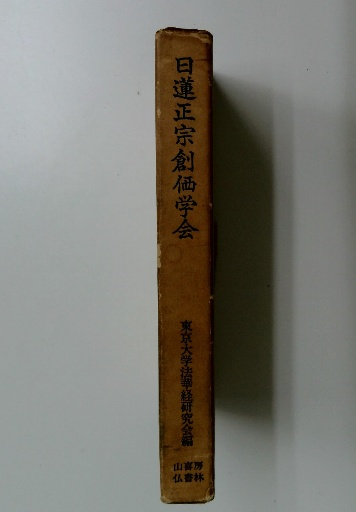 日蓮正宗創価学会
東京大学法華経研究会編
山喜房
仏書林